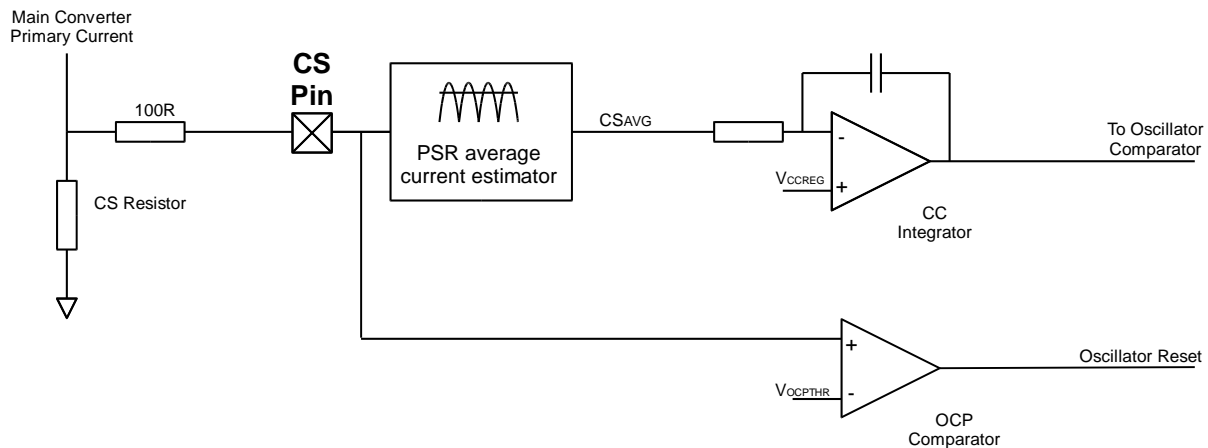 Main Converter
Primary Current
100R
CS Resistor
CS
Pin
PSR average
current estimator
CSAVG
VCCREG
-
+
CC
Integrator
To Oscillator
Comparator
VOCPTHR
+
-
OCP
Comparator
Oscillator Reset